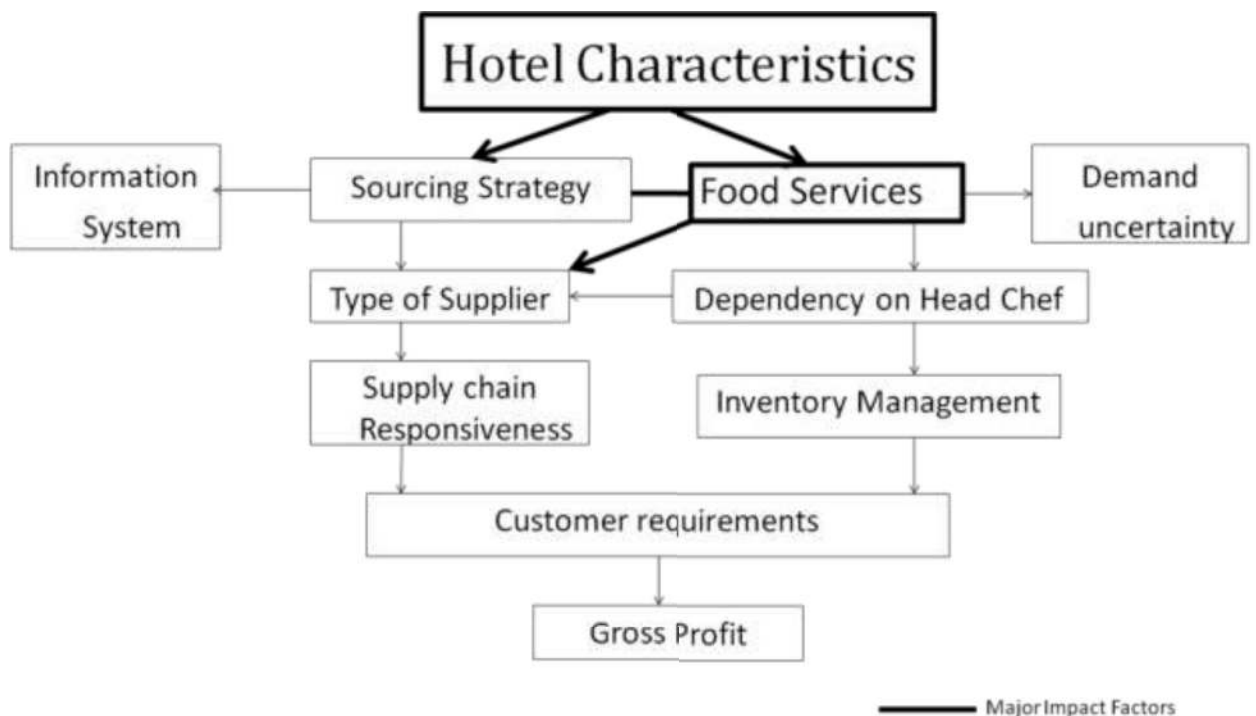 Hotel Characteristics
Information
System
Sourcing Strategy
Food Services
Demand
uncertainty
Type of Supplier
Dependency on Head Chef
Supply chain
Responsiveness
Inventory Management
Customer requirements
Gross Profit
Major Impact Factors